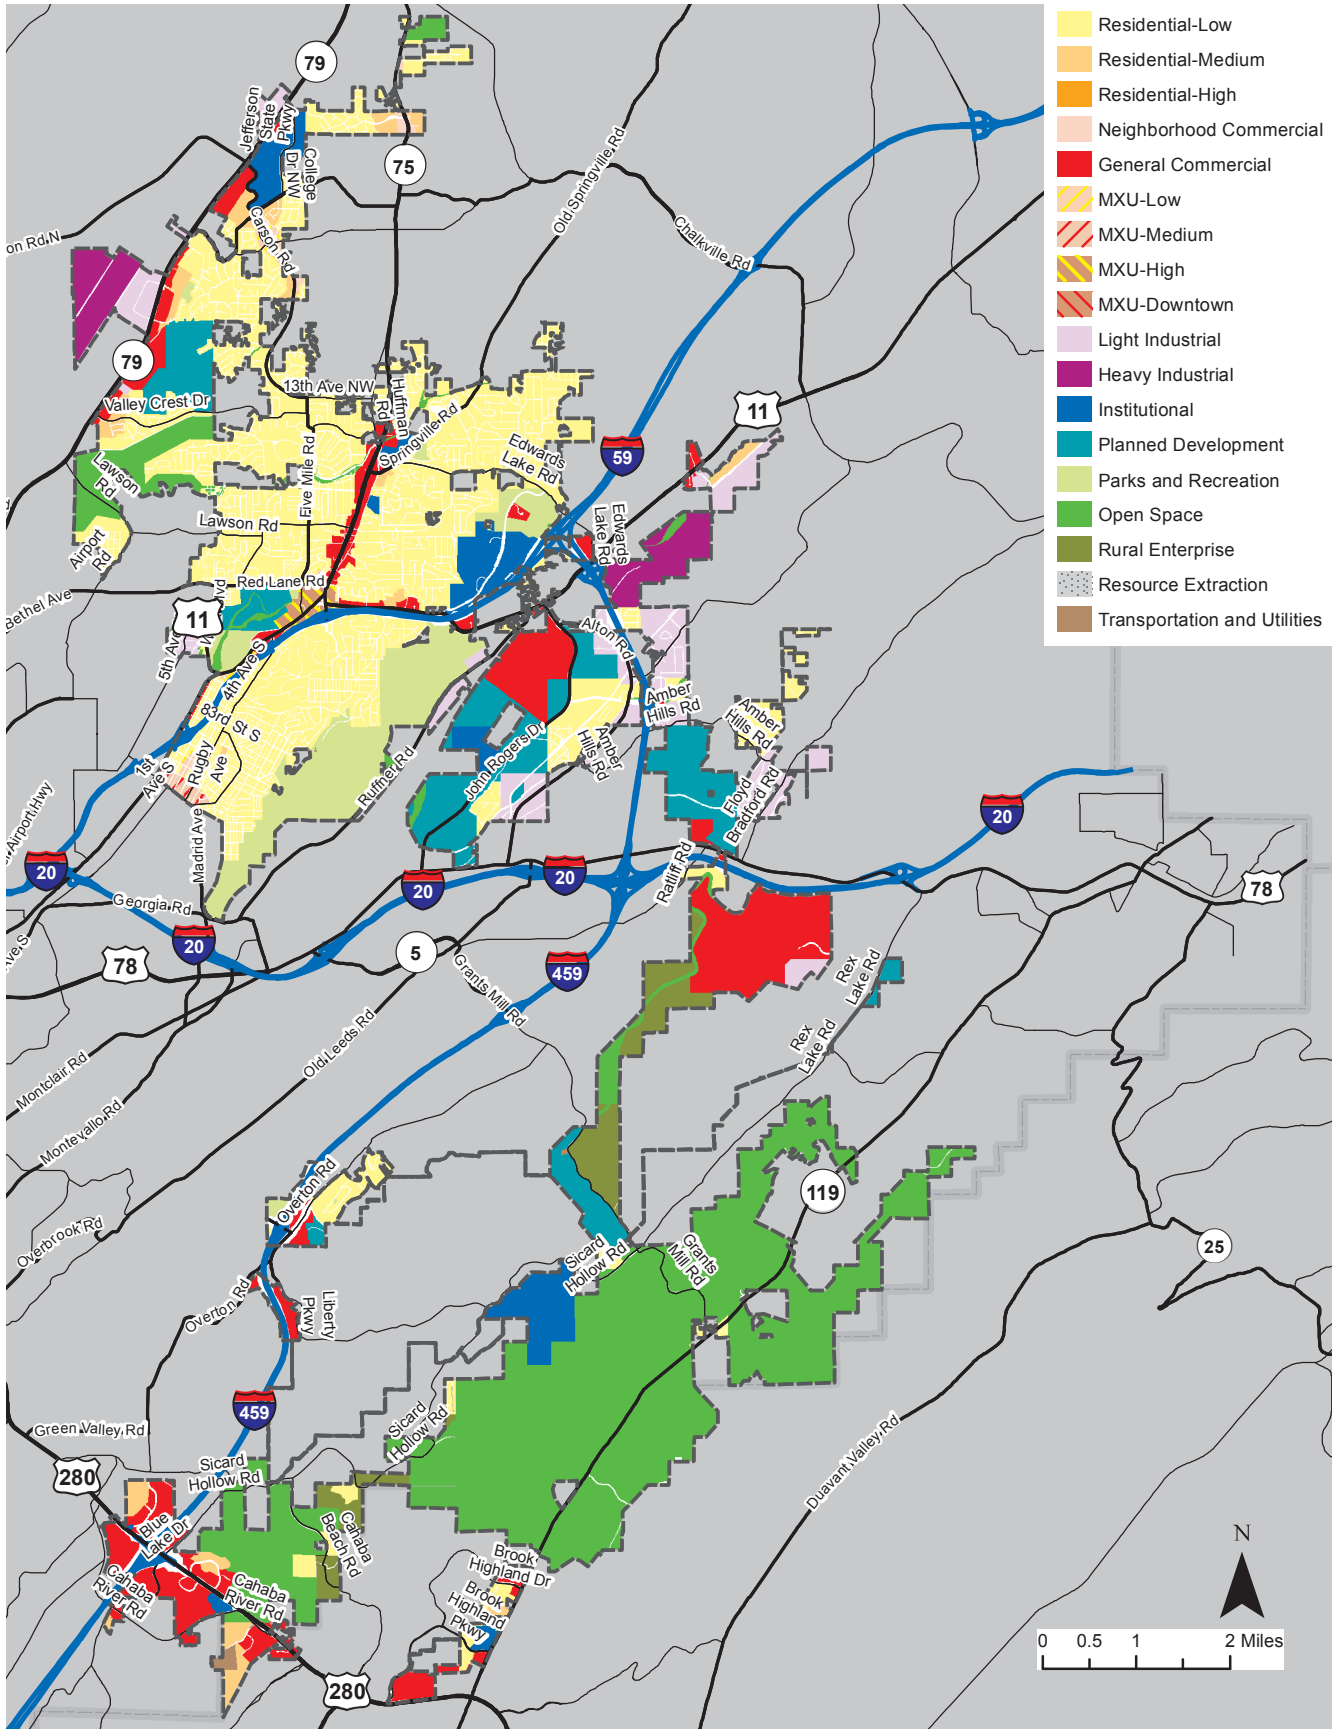 Residential-Low
Residential-Medium
Residential-High
Neighborhood Commercial
General Commercial
MXU-Low
MXU-Medium
MXU-High
MXU-Downtown
Light Industrial
Heavy Industrial
Institutional
Planned Development
Parks and Recreation
Open Space
Rural Enterprise
Resource Extraction
Transportation and Utilities
79
Jefferson
State
Pkwy
College
Dr NW
75
Old Springville Rd
Chalkville Rd
on Rd N
Carson Rd
79
Valley Crest Dr
13th Ave NW
Huffman
Rd
Springville Rd
11
59
Edwards
Lake Rd
Five Mile Rd
Lawson
Rd
Lawson Rd
Airport
Rd
Edwards
Lake Rd
Red Lane Rd
Bethel Ave
11
5th Ave
4th Ave S
83rd St S
Alton Rd
Amber
Hills Rd
Amber
Hills Rd
Amber
Hills Rd
1st
Ave S
Rugby
Ave
Ruffner Rd
John Rogers Dr
Floyd
Bradford Rd
Airport Hwy
Madrid Ave
20
20
20
20
Ratliff Rd
78
Georgia Rd
20
78
Ave S
5
459
Grants Mill Rd
Rex
Lake Rd
Old Leeds Rd
Rex
Lake Rd
Montclair Rd
Montevallo Rd
Overton Rd
119
Overbrook Rd
25
Sicard
Hollow Rd
Grants
Mill Rd
Overton Rd
Liberty
Pkwy
459
Green Valley Rd
Sicard
Hollow Rd
Duavant Valley Rd
280
Sicard
Hollow Rd
Blue
Lake Dr
Cahaba
Beach Rd
Cahaba
River Rd
Cahaba
River Rd
Brook
Highland Dr
Brook
Highland
Pkwy
280
N
0 0.5 1 2 Miles